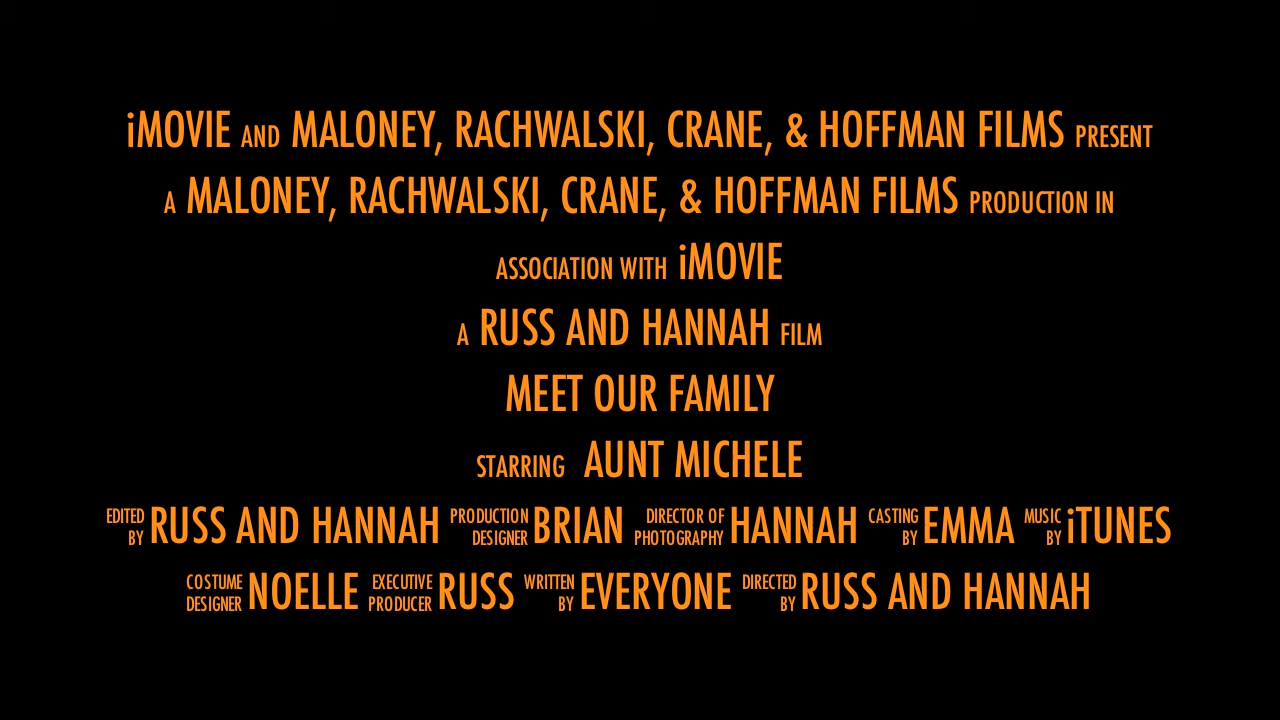 iMOVIE AND MALONEY, RACHWALSKI, CRANE, & HOFFMAN FILMS PRESENT
A MALONEY, RACHWALSKI, CRANE, & HOFFMAN FILMS PRODUCTION IN
ASSOCIATION WITH iMOVIE
A RUSS AND HANNAH FILM
MEET OUR FAMILY
STARRING AUNT MICHELE
EDITED BY RUSS AND HANNAH PRODUCTION DESIGNER BRIAN DIRECTOR OF PHOTOGRAPHY HANNAH CASTING BY EMMA MUSIC BY iTUNES
COSTUME DESIGNER NOELLE EXECUTIVE PRODUCER RUSS WRITTEN BY EVERYONE DIRECTED BY RUSS AND HANNAH